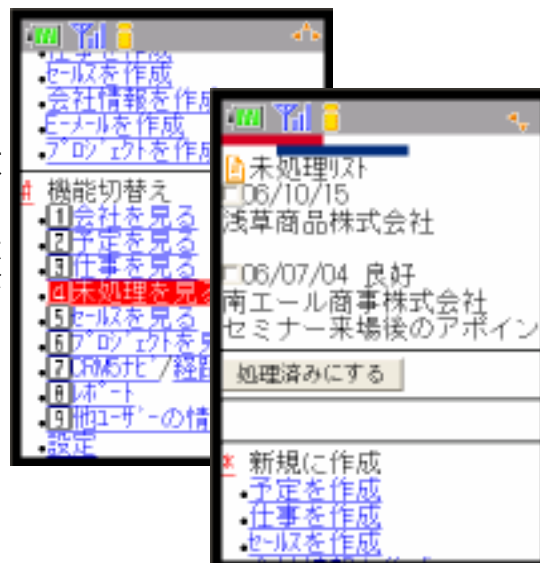 ｾｰﾙｽを作成
会社情報を作成
Eﾒｰﾙを作成
ﾌﾟﾛｼﾞｪｸﾄを作成
# 機能切替え
1会社を見る
2予定を見る
3仕事を見る
4未処理を見る
5ｾｰﾙｽを見る
6ﾌﾟﾛｼﾞｪｸﾄを見
7CRM5ﾅﾋﾞ/経
8ﾚﾎﾟｰﾄ
9他ﾕｰｻﾞｰの情
設定
未処理ﾘｽﾄ
06/10/15
浅草商品株式会社
06/07/04 良好
南エール商事株式会社
セミナー来場後のアポイン
処理済みにする
* 新規に作成
予定を作成
仕事を作成
ｾｰﾙｽを作成